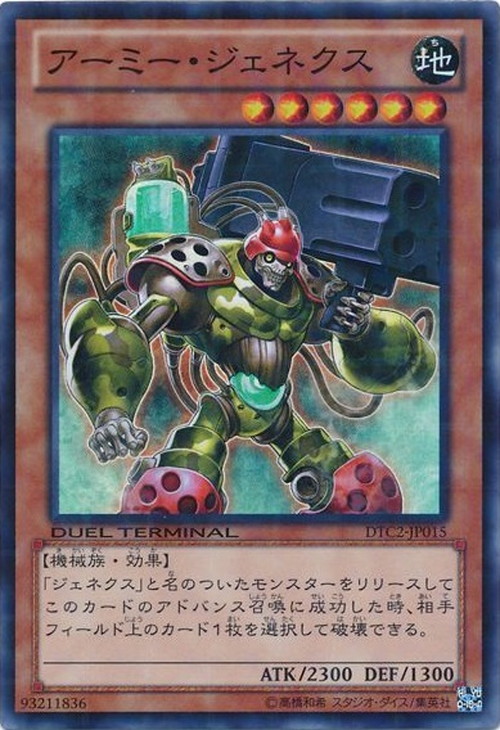 アーミー・ジェネクス
地
DUEL TERMINAL DTC2-JP015
【機械族・効果】
「ジェネクス」と名のついたモンスターをリリースして
このカードのアドバンス召喚に成功した時、相手
フィールド上のカード1枚を選択して破壊できる。
ATK/2300 DEF/1300
93211836 ©高橋和希 スタジオ・ダイス/集英社